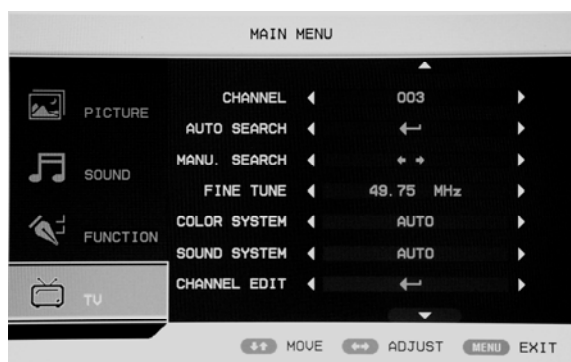 MAIN MENU
PICTURE
SOUND
FUNCTION
TV
CHANNEL 003
AUTO SEARCH
MANU. SEARCH
FINE TUNE 49.75 MHz
COLOR SYSTEM AUTO
SOUND SYSTEM AUTO
CHANNEL EDIT
MOVE ADJUST MENU EXIT